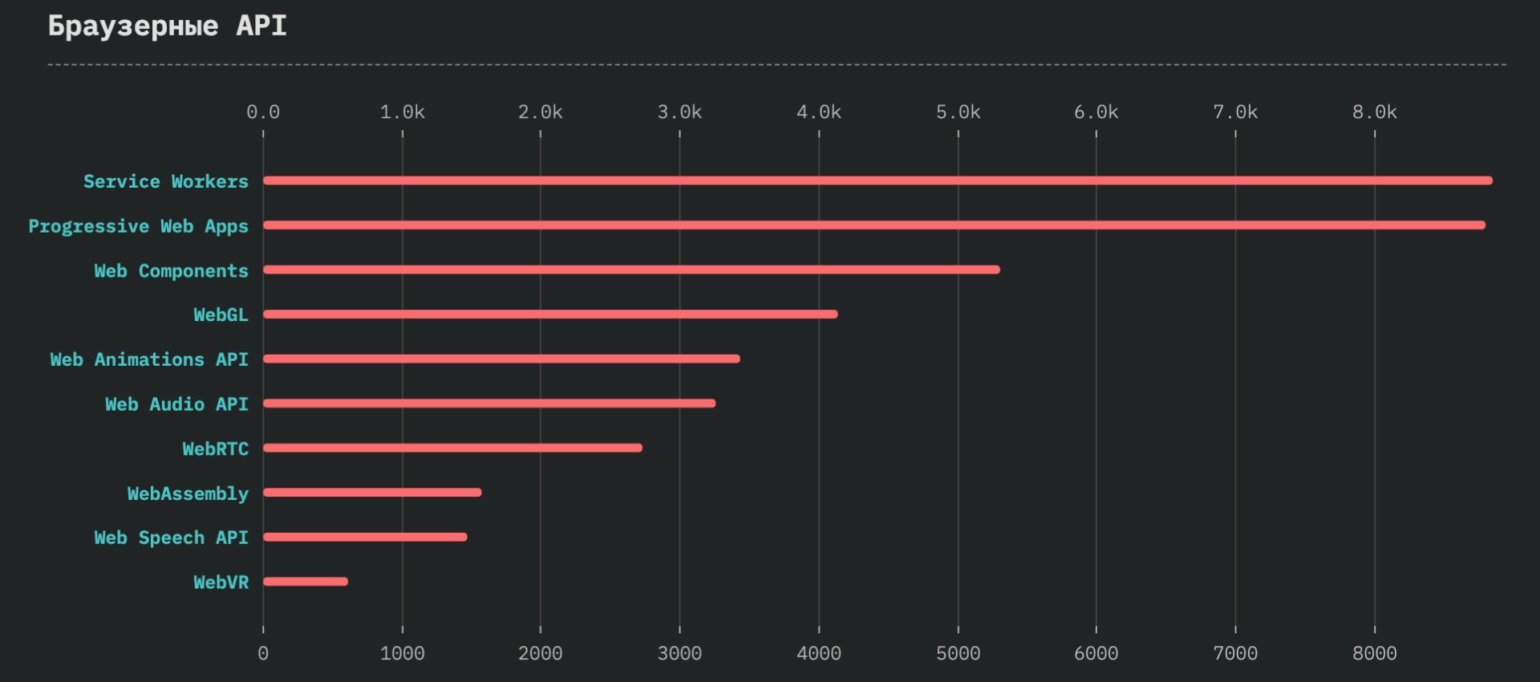 Браузерные API
0.0 1.0k 2.0k 3.0k 4.0k 5.0k 6.0k 7.0k 8.0k
Service Workers
Progressive Web Apps
Web Components
WebGL
Web Animations API
Web Audio API
WebRTC
WebAssembly
Web Speech API
WebVR
0 1000 2000 3000 4000 5000 6000 7000 8000